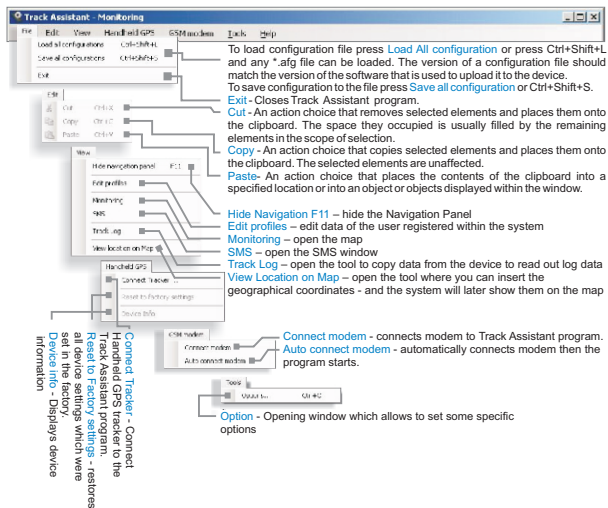 Track Assistant - Monitoring
File Edit View Handheld GPS GSM modem Tools Help
Load all configurations Ctrl+Shift+L
Save all configurations Ctrl+Shift+S
Exit
To load configuration file press Load All configuration or press Ctrl+Shift+L
and any *.afg file can be loaded. The version of a configuration file should
match the version of the software that is used to upload it to the device.
To save configuration to the file press Save all configuration or Ctrl+Shift+S.
Exit - Closes Track Assistant program.
Edit
Cut Ctrl+X
Copy Ctrl+C
Paste Ctrl+V
Cut - An action choice that removes selected elements and places them onto
the clipboard. The space they occupied is usually filled by the remaining
elements in the scope of selection.
Copy - An action choice that copies selected elements and places them onto
the clipboard. The selected elements are unaffected.
Paste- An action choice that places the contents of the clipboard into a
specified location or into an object or objects displayed within the window.
View
Hide navigation panel F11
Edit profiles
Monitoring
SMS
Track Log
View location on Map
Hide Navigation F11 – hide the Navigation Panel
Edit profiles – edit data of the user registered within the system
Monitoring – open the map
SMS – open the SMS window
Track Log – open the tool to copy data from the device to read out log data
View Location on Map – open the tool where you can insert the
geographical coordinates - and the system will later show them on the map
Handheld GPS
Connect Tracker ...
Reset to factory settings
Device Info
Connect Tracker - Connect
Handheld GPS tracker to the
Track Assistant program.
Reset to Factory settings - restores
all device settings which were
set in the factory.
Device info - Displays device
information
GSM modem
Connect modem
Auto connect modem
Connect modem - connects modem to Track Assistant program.
Auto connect modem - automatically connects modem then the
program starts.
Tools
Options... Ctrl+O
Option - Opening window which allows to set some specific
options